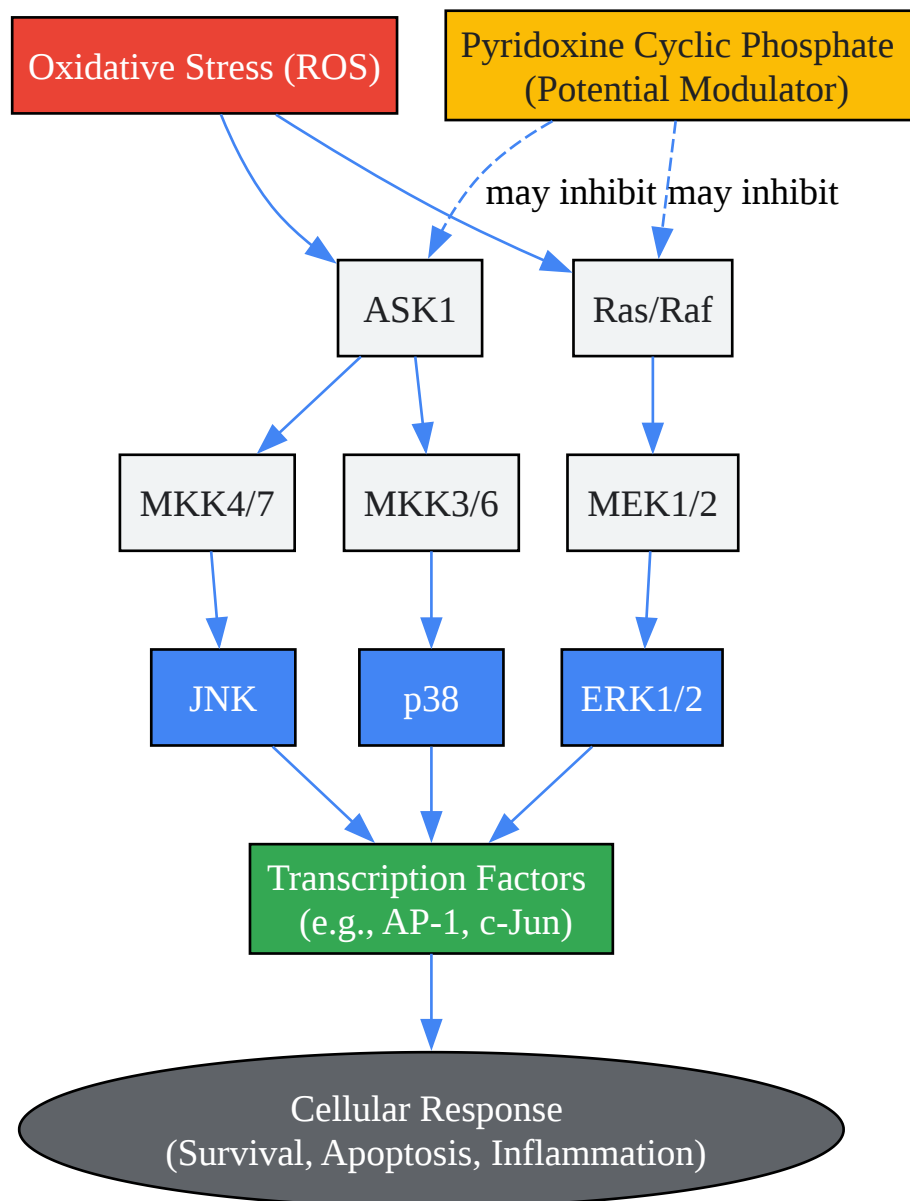 Oxidative Stress (ROS)
Pyridoxine Cyclic Phosphate
(Potential Modulator)
may inhibit
may inhibit
ASK1
Ras/Raf
MKK4/7
MKK3/6
MEK1/2
JNK
p38
ERK1/2
Transcription Factors
(e.g., AP-1, c-Jun)
Cellular Response
(Survival, Apoptosis, Inflammation)